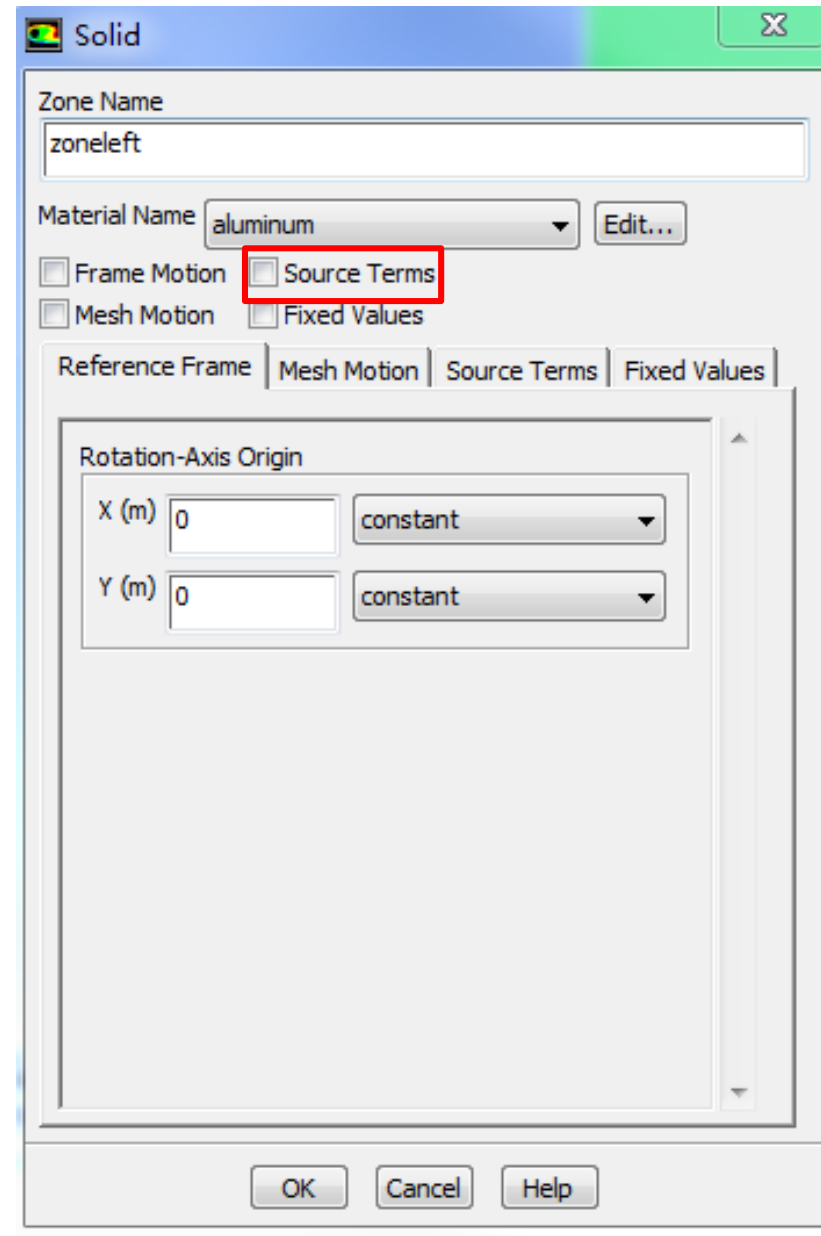 Solid
Zone Name
zoneleft
Material Name aluminum Edit...
Frame Motion Source Terms
Mesh Motion Fixed Values
Reference Frame Mesh Motion Source Terms Fixed Values
Rotation-Axis Origin
X (m) 0 constant
Y (m) 0 constant
OK Cancel Help